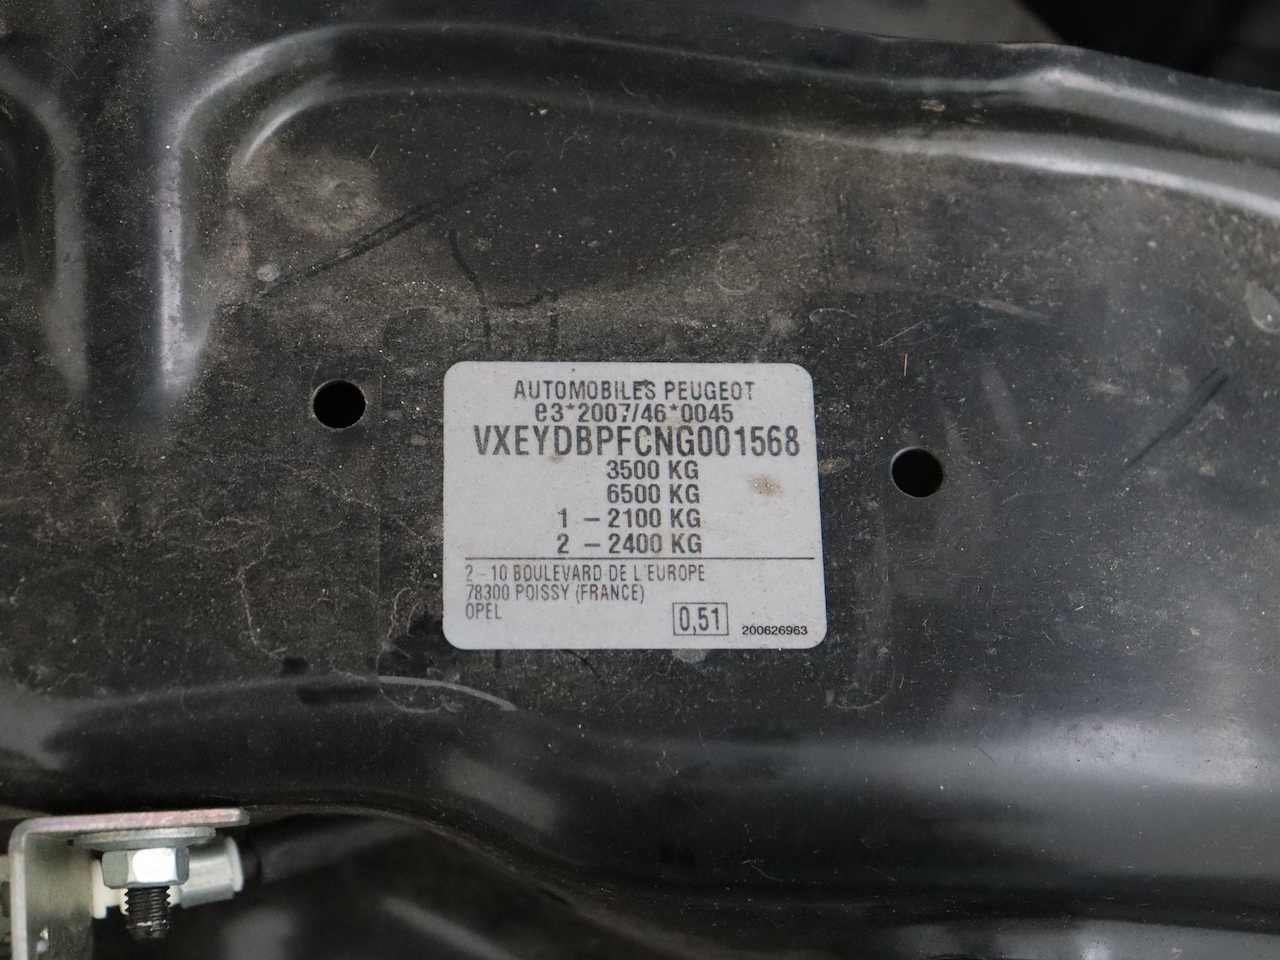 AUTOMOBILES PEUGEOT
e3*2007/46*0045
VXEYDBPFCNG001568
3500 KG
6500 KG
1 – 2100 KG
2 – 2400 KG
2 – 10 BOULEVARD DE L'EUROPE
78300 POISSY (FRANCE)
OPEL
0,51
200626963